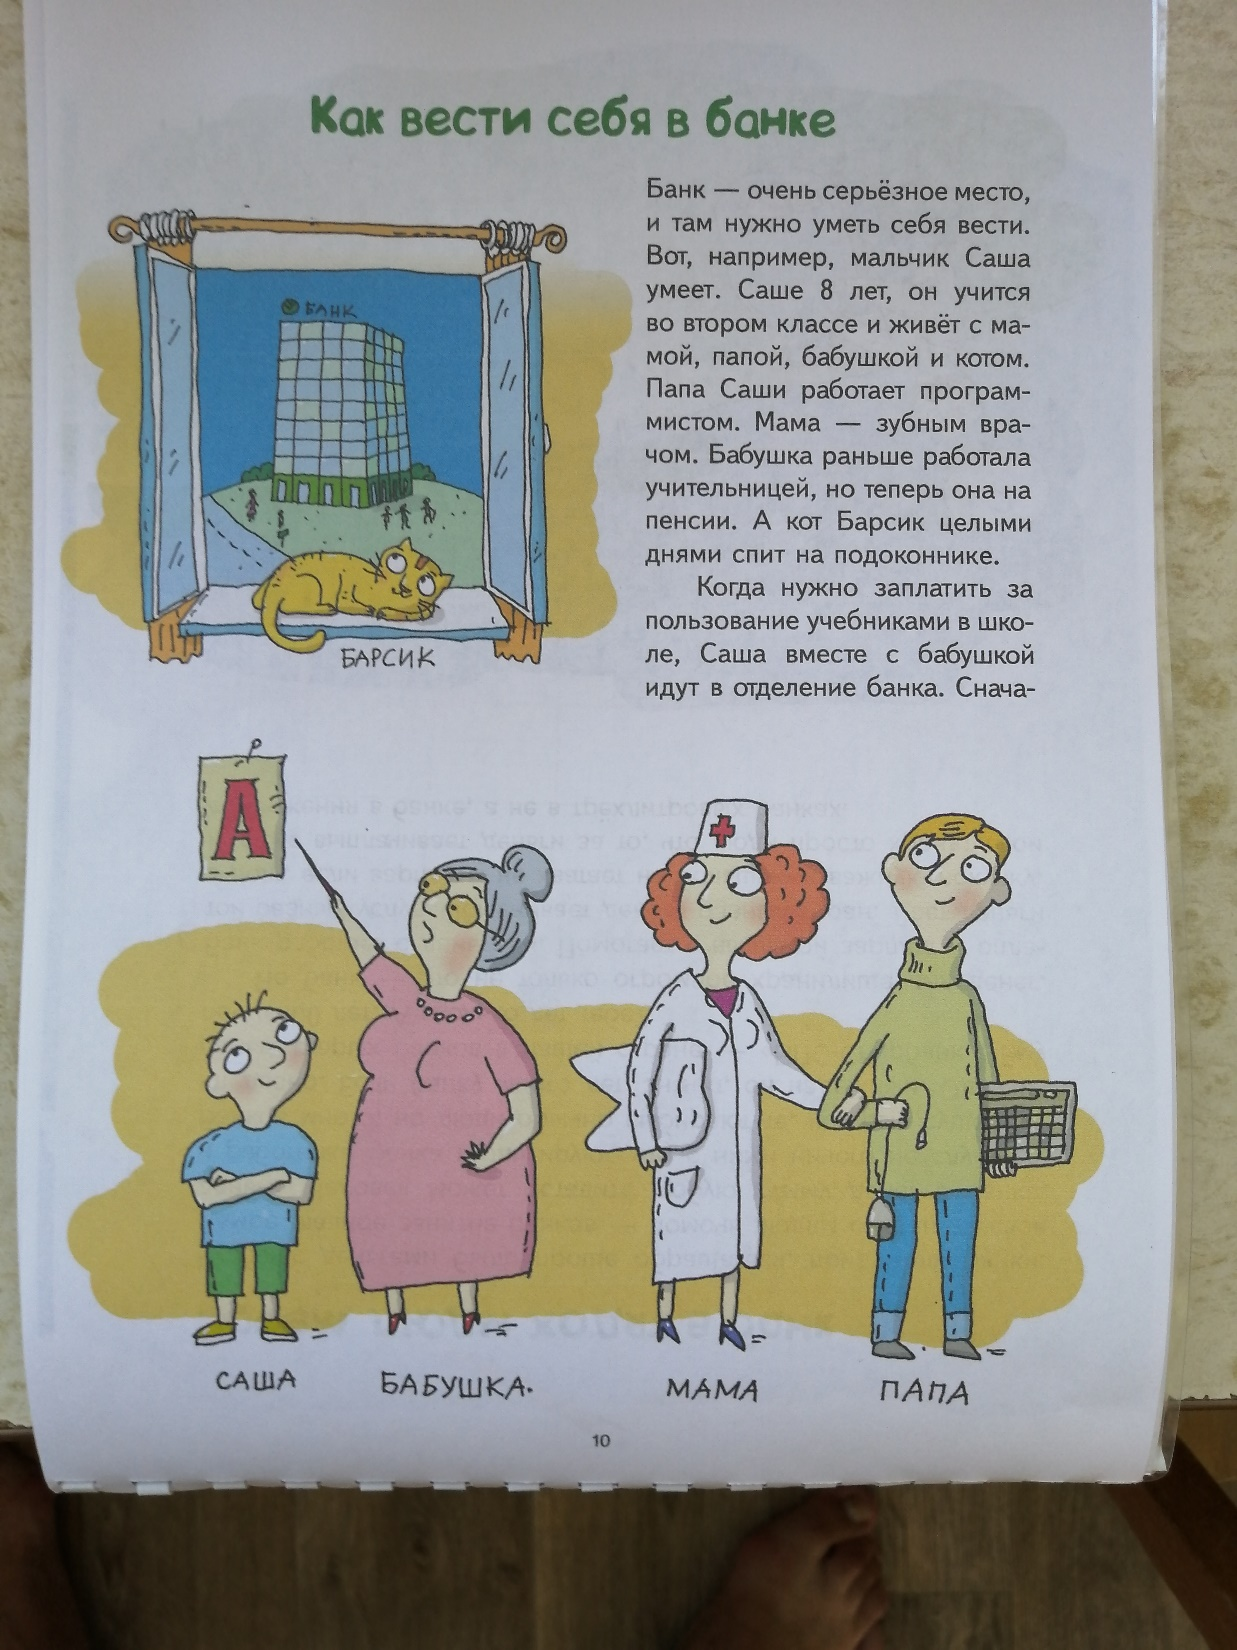 Как вести себя в банке
БАНК
БАРСИК
Банк — очень серьёзное место,
и там нужно уметь себя вести.
Вот, например, мальчик Саша
умеет. Саше 8 лет, он учится
во втором классе и живёт с ма-
мой, папой, бабушкой и котом.
Папа Саши работает програм-
мистом. Мама — зубным вра-
чом. Бабушка раньше работала
учительницей, но теперь она на
пенсии. А кот Барсик целыми
днями спит на подоконнике.
Когда нужно заплатить за
пользование учебниками в шко-
ле, Саша вместе с бабушкой
идут в отделение банка. Снача-
А
САША
БАБУШКА.
МАМА
ПАПА
10